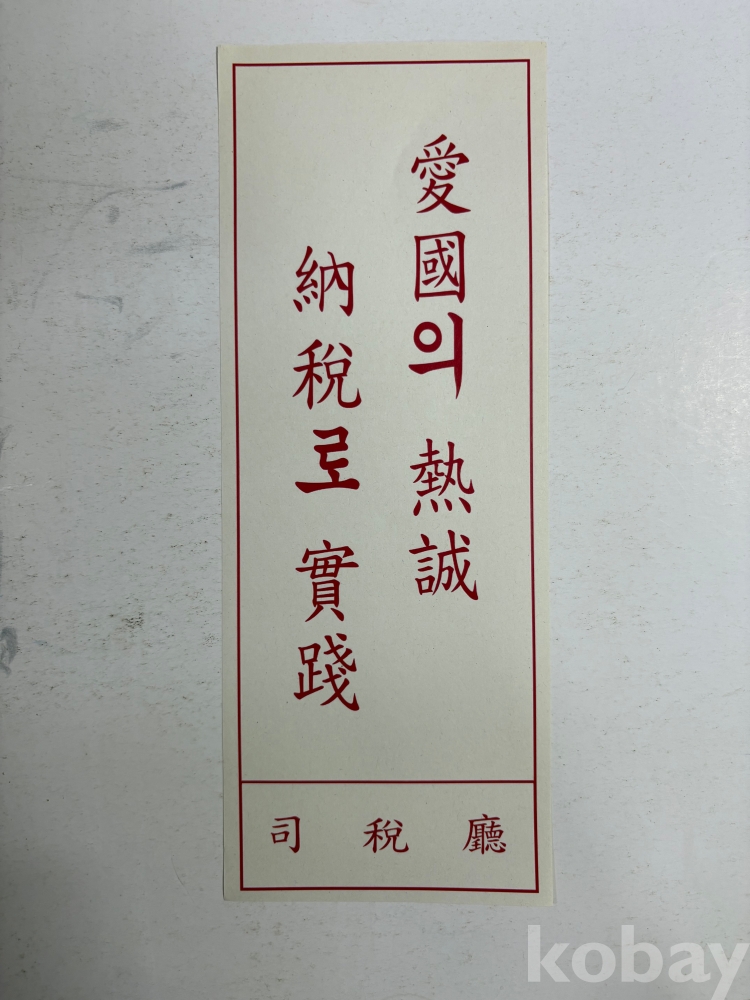 愛國의 熱誠
納稅로 實踐
司稅廳
kobay